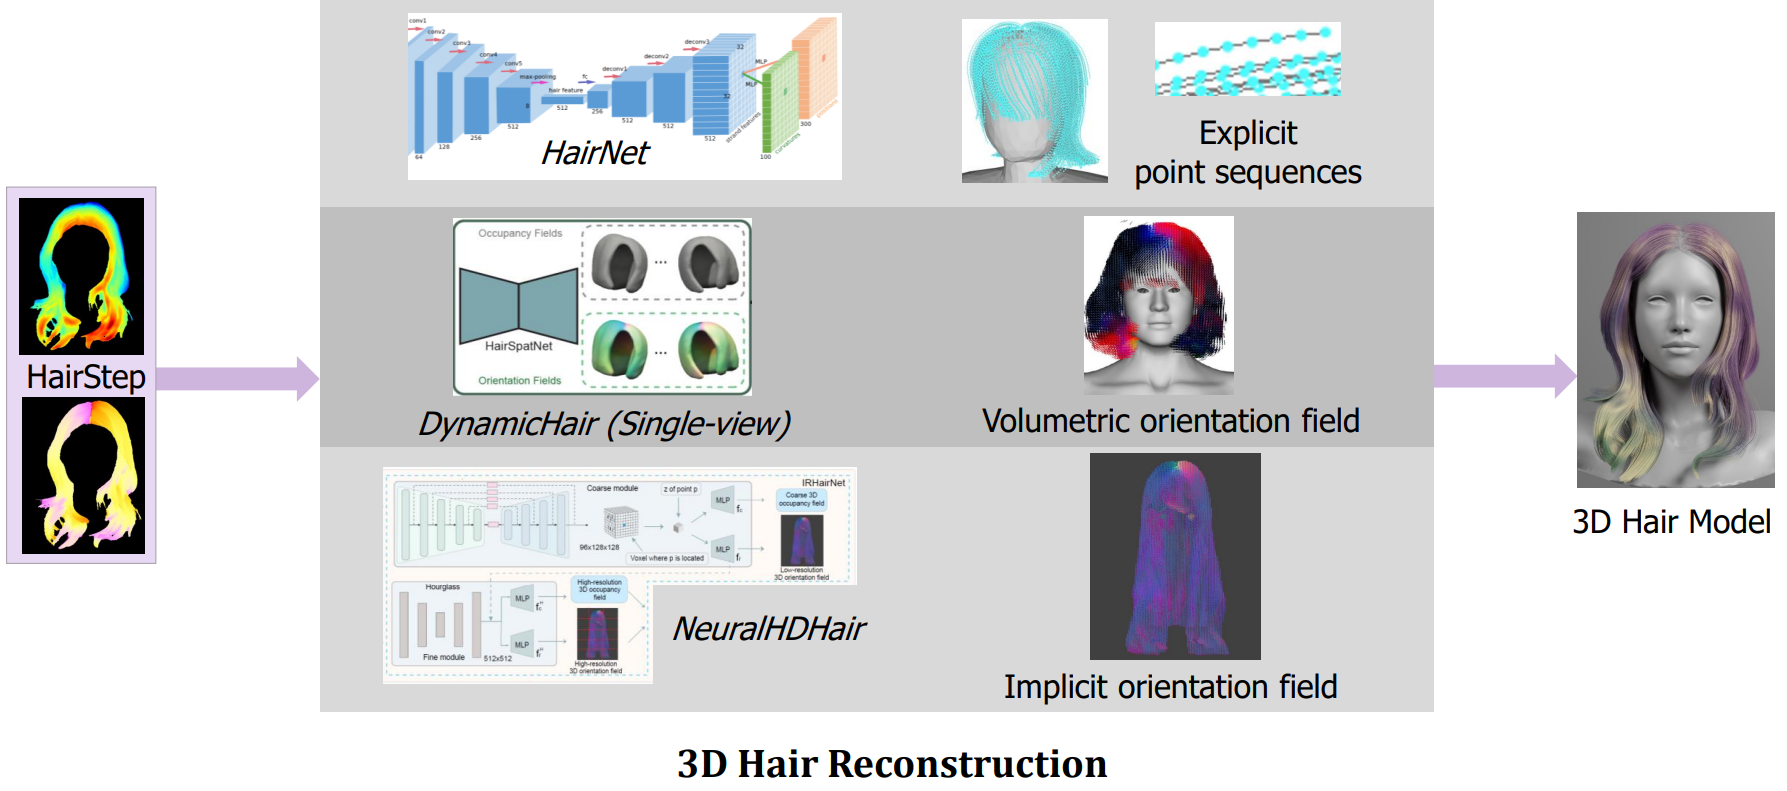 HairStep
conv1
conv2
conv3
conv4
conv5
max-pooling
fc
deconv1
deconv2
deconv3
hair feature
64
128
256
512
8
512
256
512
512
512
32
32
MLP
MLP
strand features
100
curvatures
300
HairNet
Explicit
point sequences
Occupancy Fields
...
...
HairSpatNet
Orientation Fields
DynamicHair (Single-view)
Volumetric orientation field
IRHairNet
Coarse module
z of point p
MLP
fc
MLP
fr
Coarse 3D
occupancy field
96x128x128
Voxel where p is located
Low-resolution
3D orientation field
Hourglass
MLP
MLP
Fine module
512x512
High-resolution
3D occupancy
field
High-resolution
3D orientation field
NeuralHDHair
Implicit orientation field
3D Hair Model
3D Hair Reconstruction